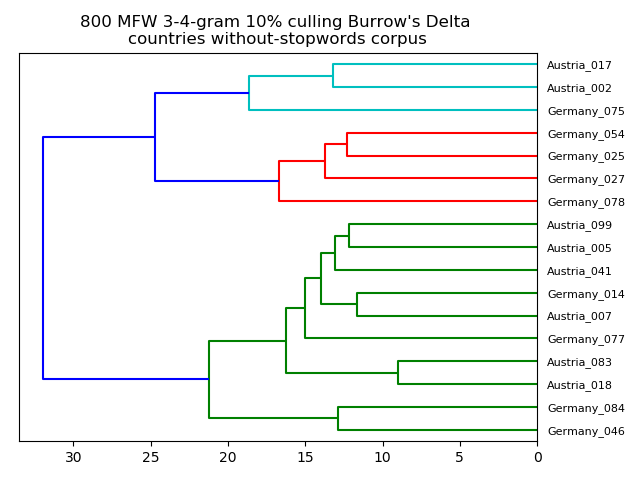 800 MFW 3-4-gram 10% culling Burrow's Delta
countries without-stopwords corpus
Austria_017
Austria_002
Germany_075
Germany_054
Germany_025
Germany_027
Germany_078
Austria_099
Austria_005
Austria_041
Germany_014
Austria_007
Germany_077
Austria_083
Austria_018
Germany_084
Germany_046
30 25 20 15 10 5 0